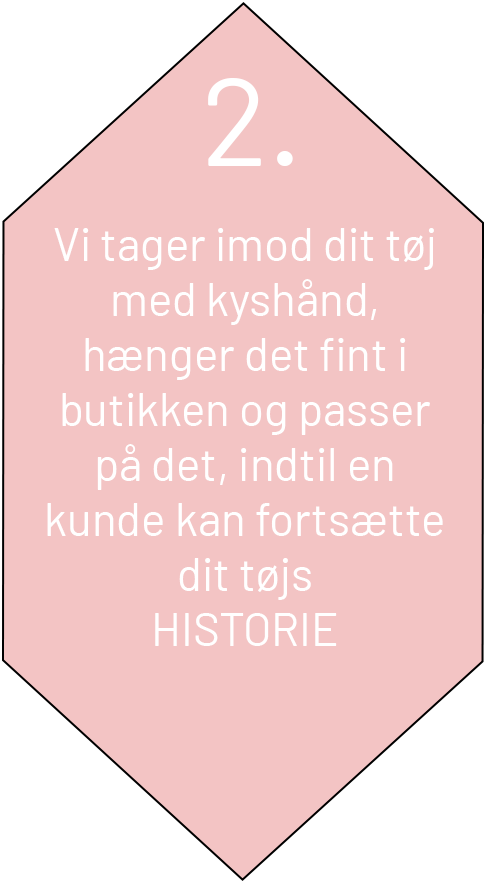 2.
Vi tager imod dit tøj
med kyshånd,
hænger det fint i
butikken og passer
på det, indtil en
kunde kan fortsætte
dit tøjs
HISTORIE